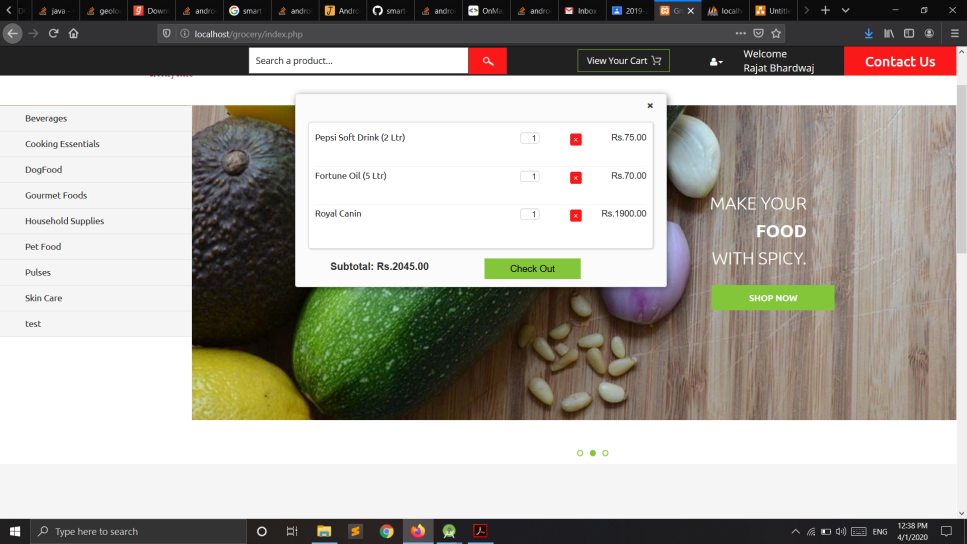 java -
geolo
Down
andro
smart
andro
Andro
smart
andro
OnMa
andro
Inbox
2019-
localh
Untitle
localhost/grocery/index.php
Search a product...
View Your Cart
Welcome
Rajat Bhardwaj
Contact Us
Beverages
Cooking Essentials
DogFood
Gourmet Foods
Household Supplies
Pet Food
Pulses
Skin Care
test
Pepsi Soft Drink (2 Ltr)
1
Rs.75.00
Fortune Oil (5 Ltr)
1
Rs.70.00
Royal Canin
1
Rs.1900.00
Subtotal: Rs.2045.00
Check Out
MAKE YOUR
FOOD
WITH SPICY.
SHOP NOW
Type here to search
ENG
12:38 PM
4/1/2020